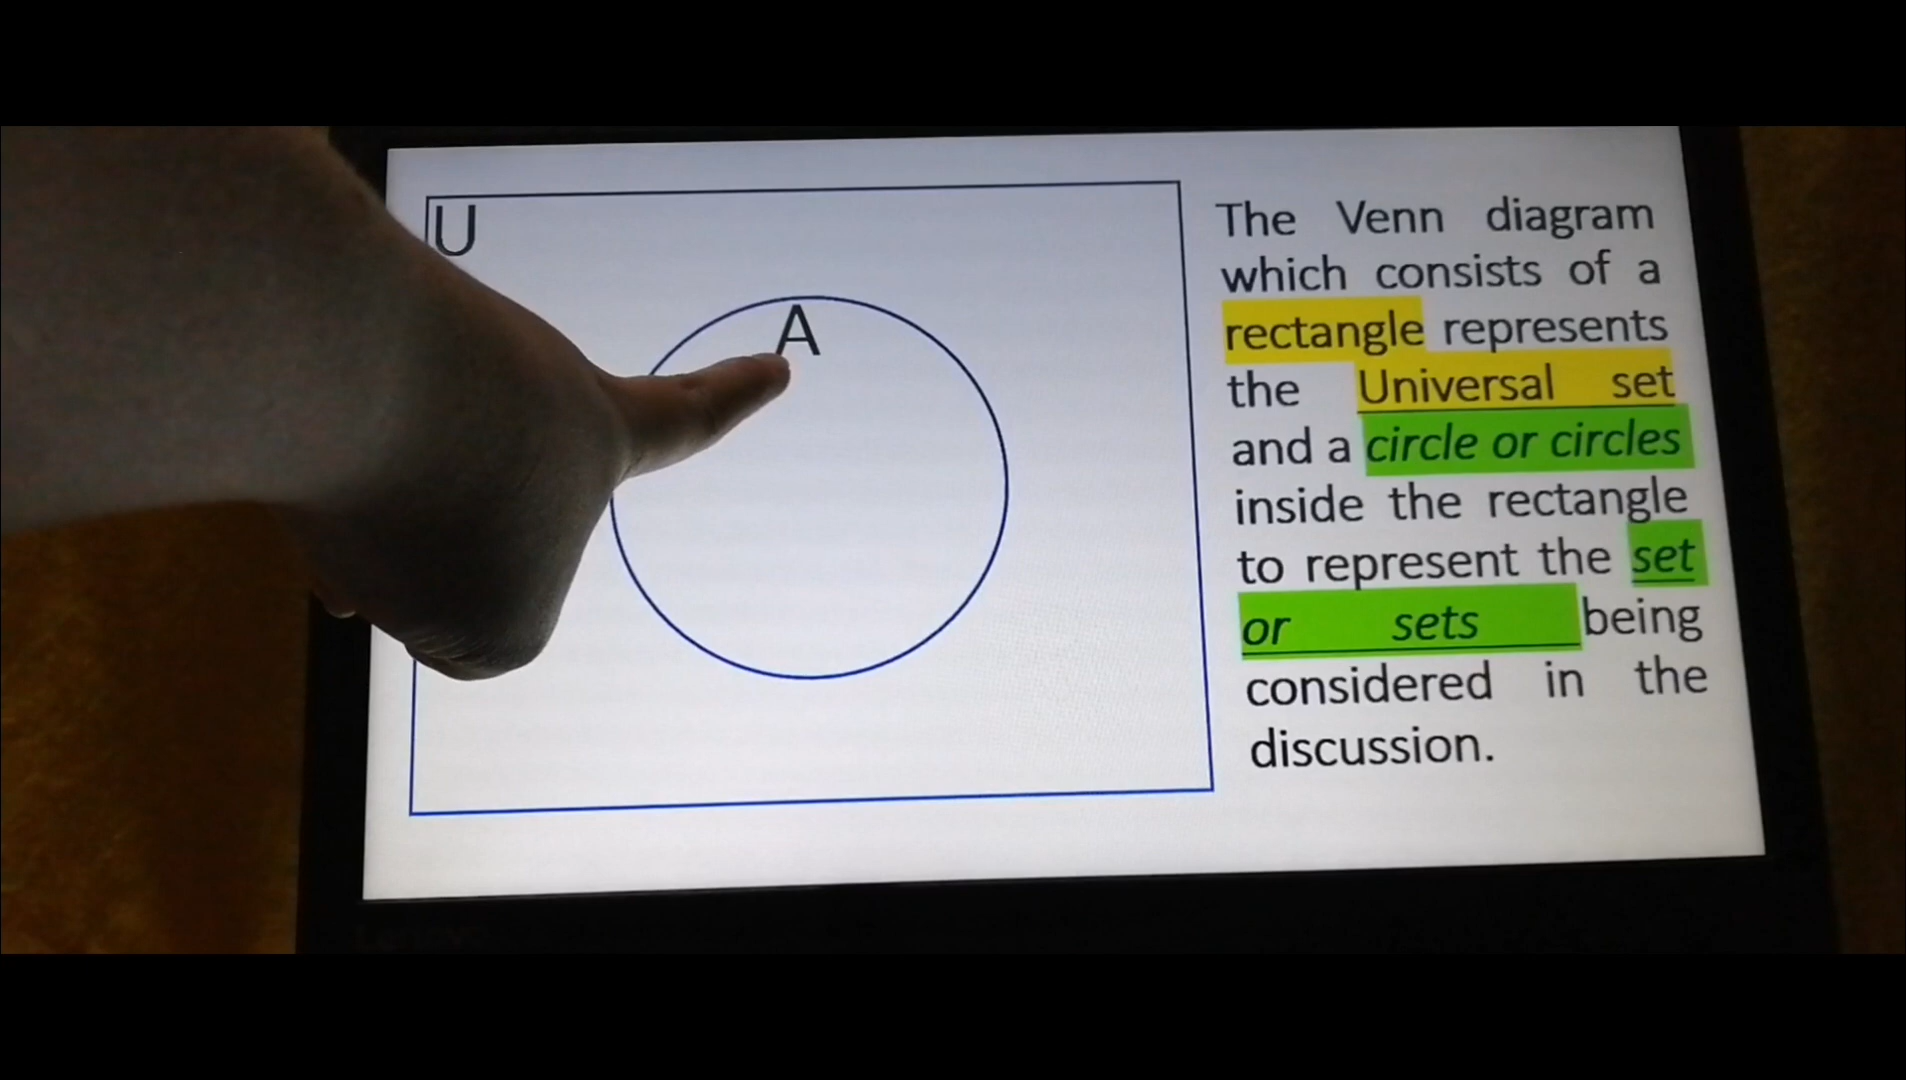 U
A
The Venn diagram
which consists of a
rectangle represents
the Universal set
and a circle or circles
inside the rectangle
to represent the set
or sets being
considered in the
discussion.